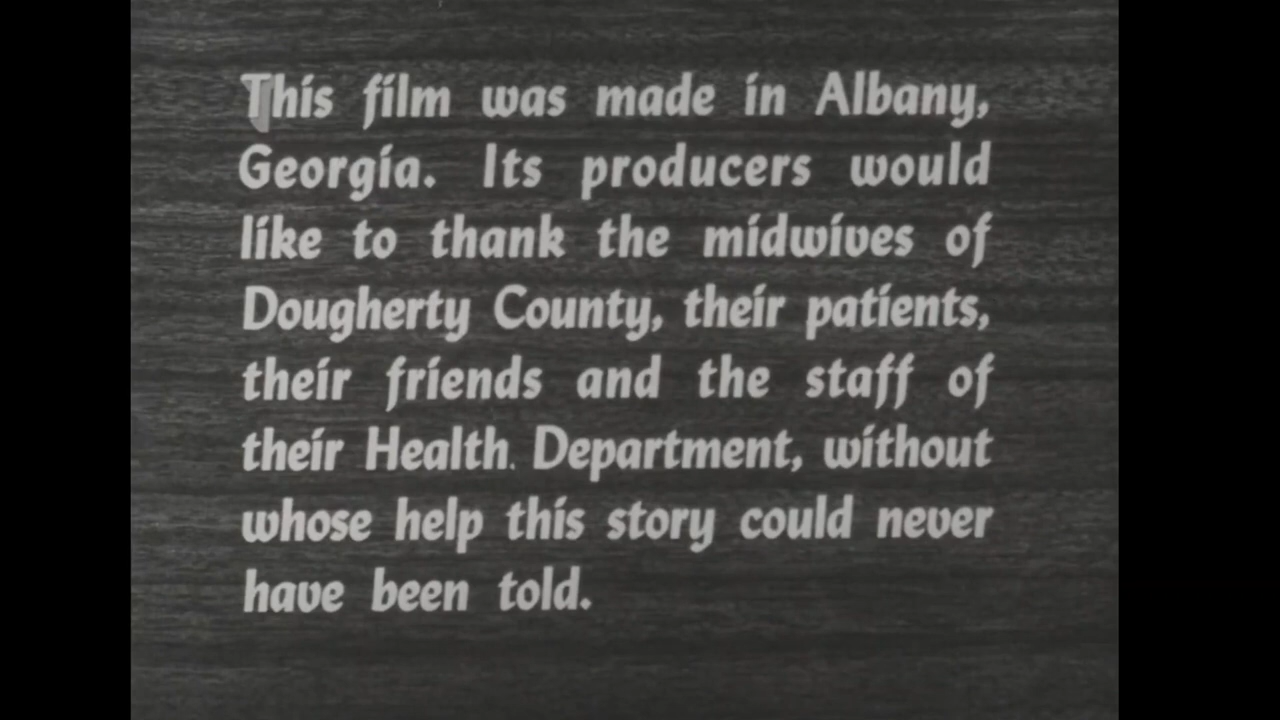 This film was made in Albany,
Georgia. Its producers would
like to thank the midwives of
Dougherty County, their patients,
their friends and the staff of
their Health Department, without
whose help this story could never
have been told.